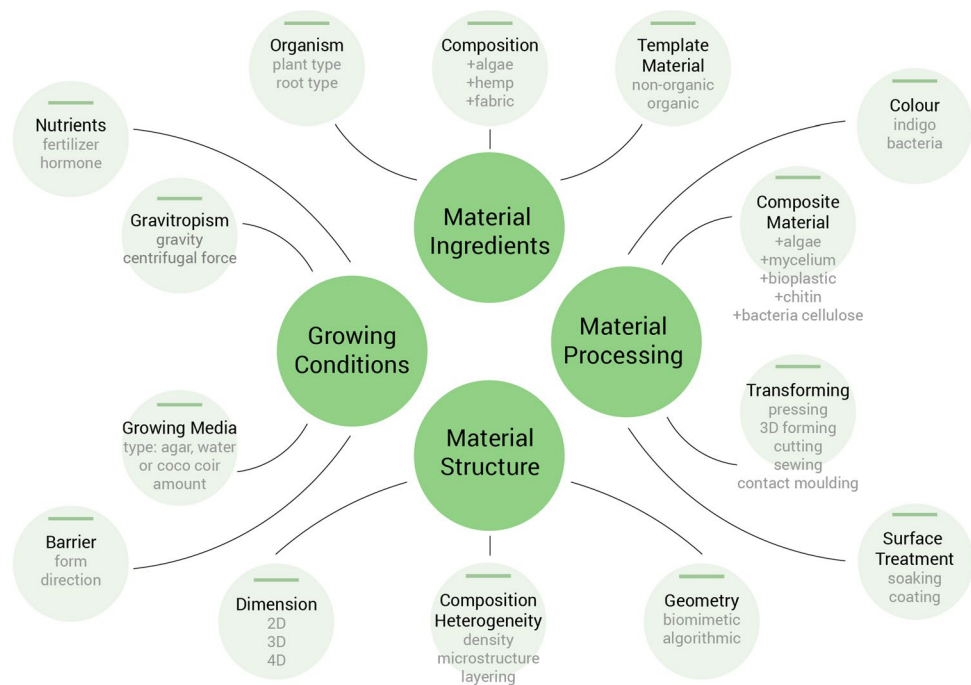 Organism
plant type
root type
Composition
+algae
+hemp
+fabric
Template
Material
non-organic
organic
Nutrients
fertilizer
hormone
Colour
indigo
bacteria
Gravitropism
gravity
centrifugal force
Material
Ingredients
Composite
Material
+algae
+mycelium
+bioplastic
+chitin
+bacteria cellulose
Growing
Conditions
Material
Processing
Growing Media
type: agar, water
or coco coir
amount
Material
Structure
Transforming
pressing
3D forming
cutting
sewing
contact moulding
Barrier
form
direction
Surface
Treatment
soaking
coating
Dimension
2D
3D
4D
Composition
Heterogeneity
density
microstructure
layering
Geometry
biomimetic
algorithmic